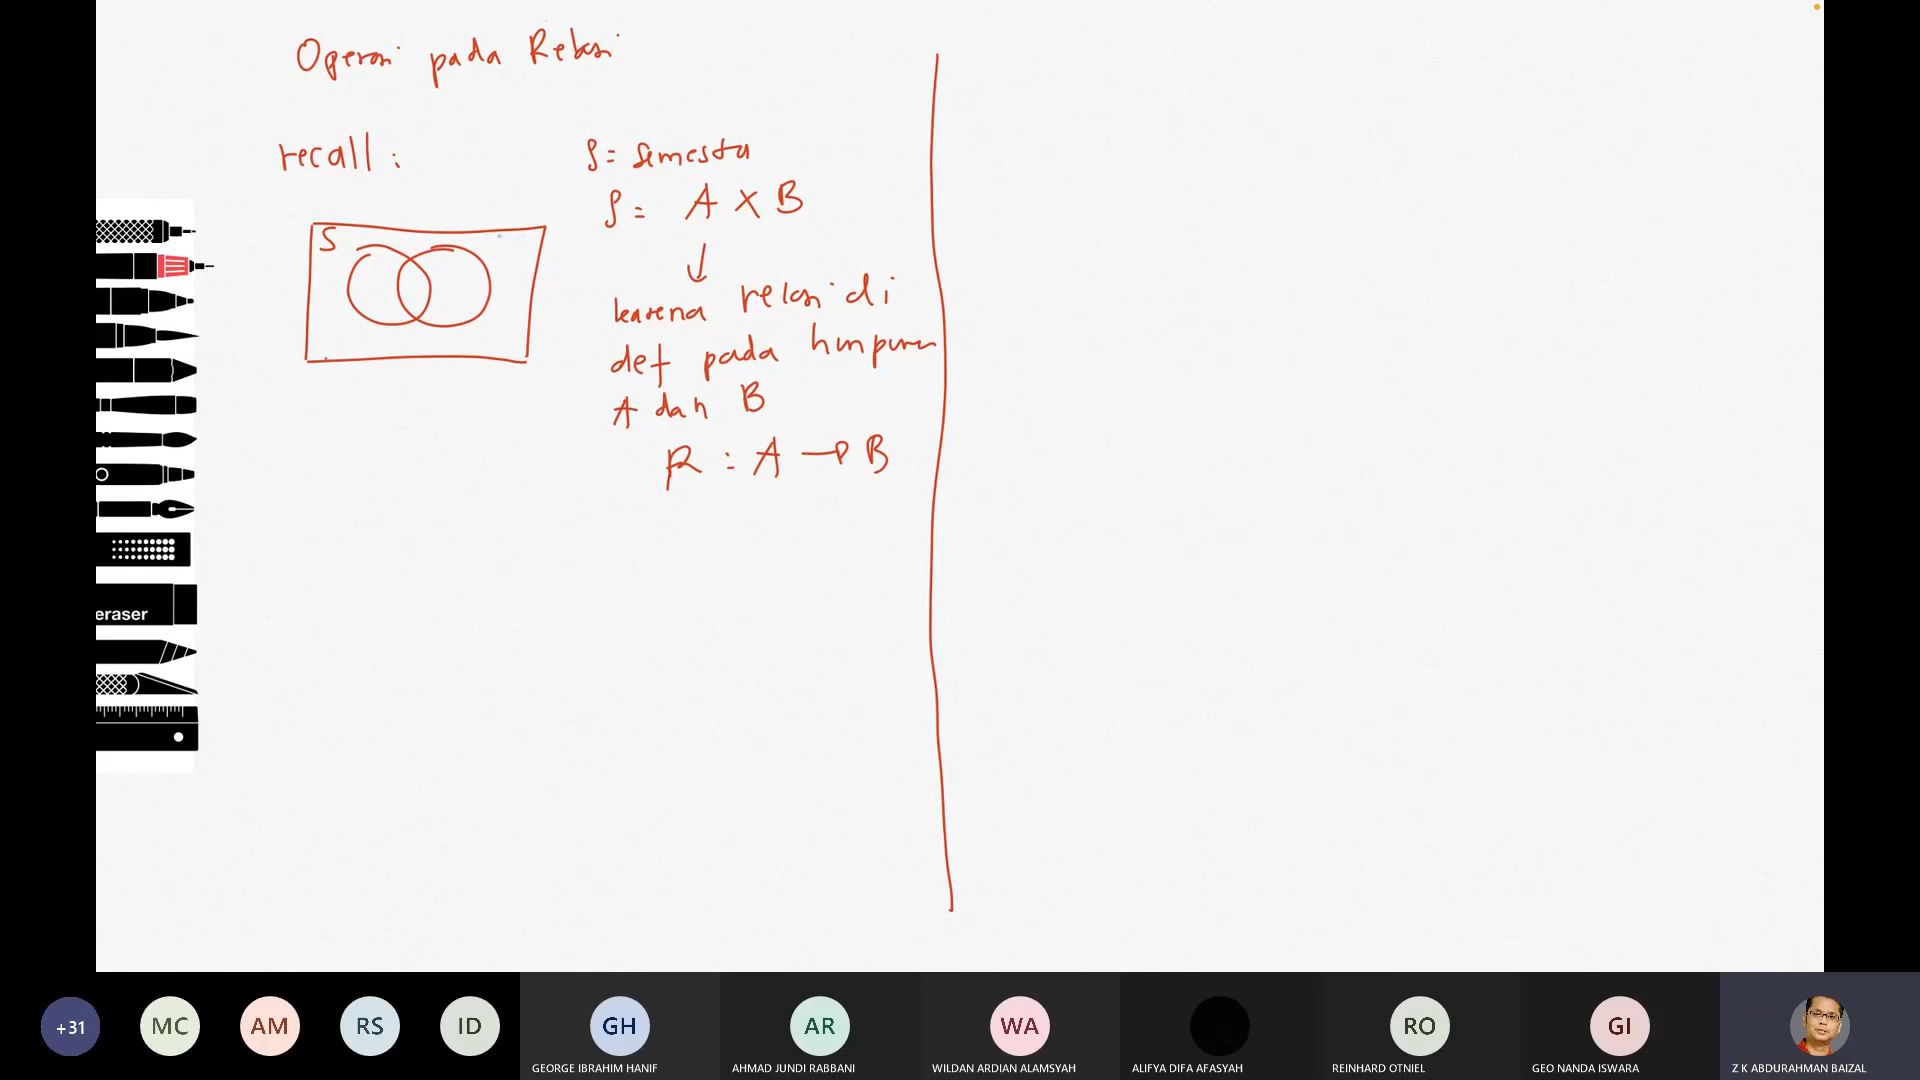 Operasi pada Relasi
recall :
S = semesta
S = A X B
S
↓
karena relasi di
def pada himpunan
A dan B
R : A → B
eraser
+31
MC
AM
RS
ID
GH
AR
WA
RO
GI
GEORGE IBRAHIM HANIF
AHMAD JUNDI RABBANI
WILDAN ARDIAN ALAMSYAH
ALIFYA DIFA AFASYAH
REINHARD OTNIEL
GEO NANDA ISWARA
Z K ABDURAHMAN BAIZAL